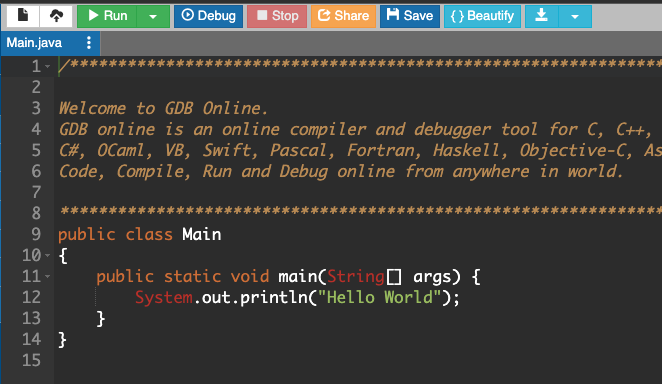 Run Debug Stop Share Save { } Beautify
Main.java
1 /**************************************************************
2
3 Welcome to GDB Online.
4 GDB online is an online compiler and debugger tool for C, C++,
5 C#, OCaml, VB, Swift, Pascal, Fortran, Haskell, Objective-C, As
6 Code, Compile, Run and Debug online from anywhere in world.
7
8 ***************************************************************
9 public class Main
10 {
11     public static void main(String[] args) {
12         System.out.println("Hello World");
13     }
14 }
15